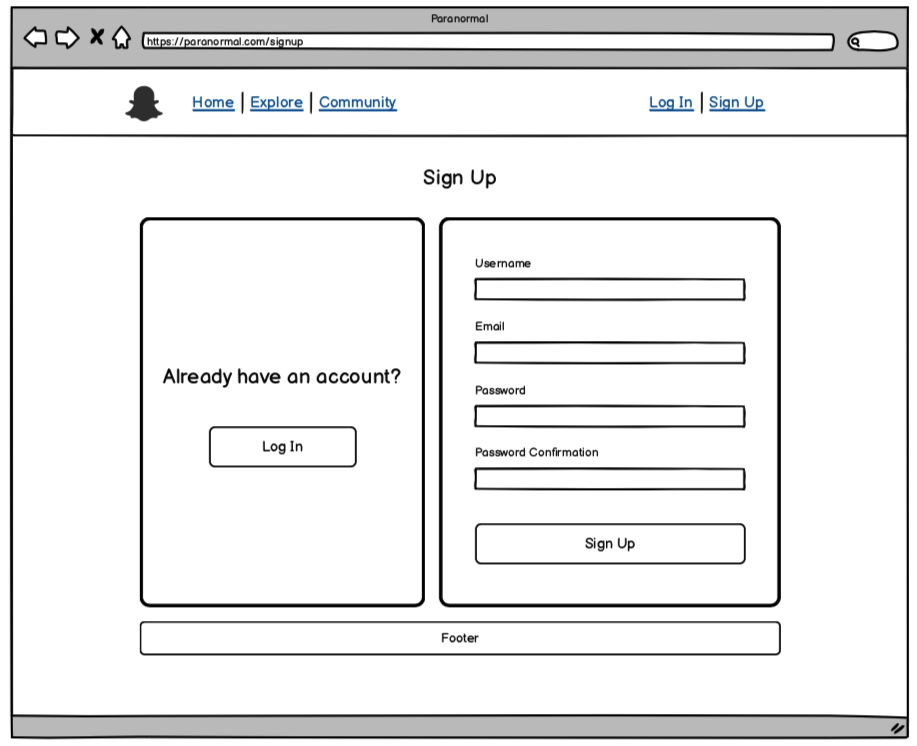 Paranormal
https://paranormal.com/signup
Home | Explore | Community
Log In | Sign Up
Sign Up
Already have an account?
Log In
Username
Email
Password
Password Confirmation
Sign Up
Footer